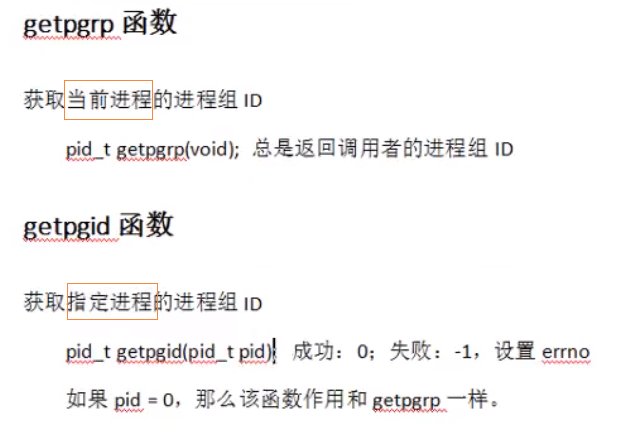 getpgrp 函数
获取当前进程的进程组 ID
pid_t getpgrp(void); 总是返回调用者的进程组 ID
getpgid 函数
获取指定进程的进程组 ID
pid_t getpgid(pid_t pid); 成功：0；失败：-1，设置 errno
如果 pid = 0，那么该函数作用和 getpgrp 一样。